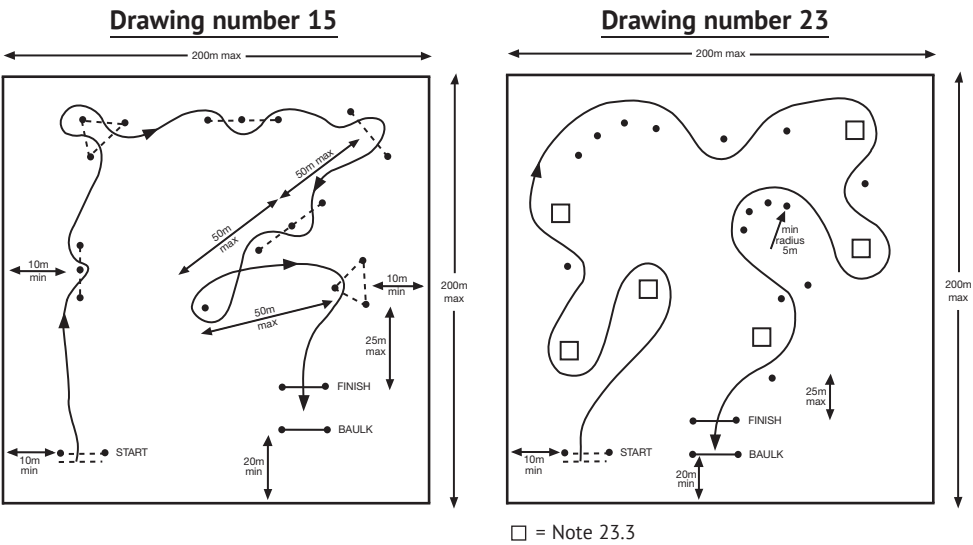 Drawing number 15
200m max
50m max
50m
max
10m
min
10m
min
200m
max
50m
max
25m
max
FINISH
BAULK
START
10m
min
20m
min
Drawing number 23
200m max
min
radius
5m
200m
max
25m
max
FINISH
START
BAULK
10m
min
20m
min
= Note 23.3